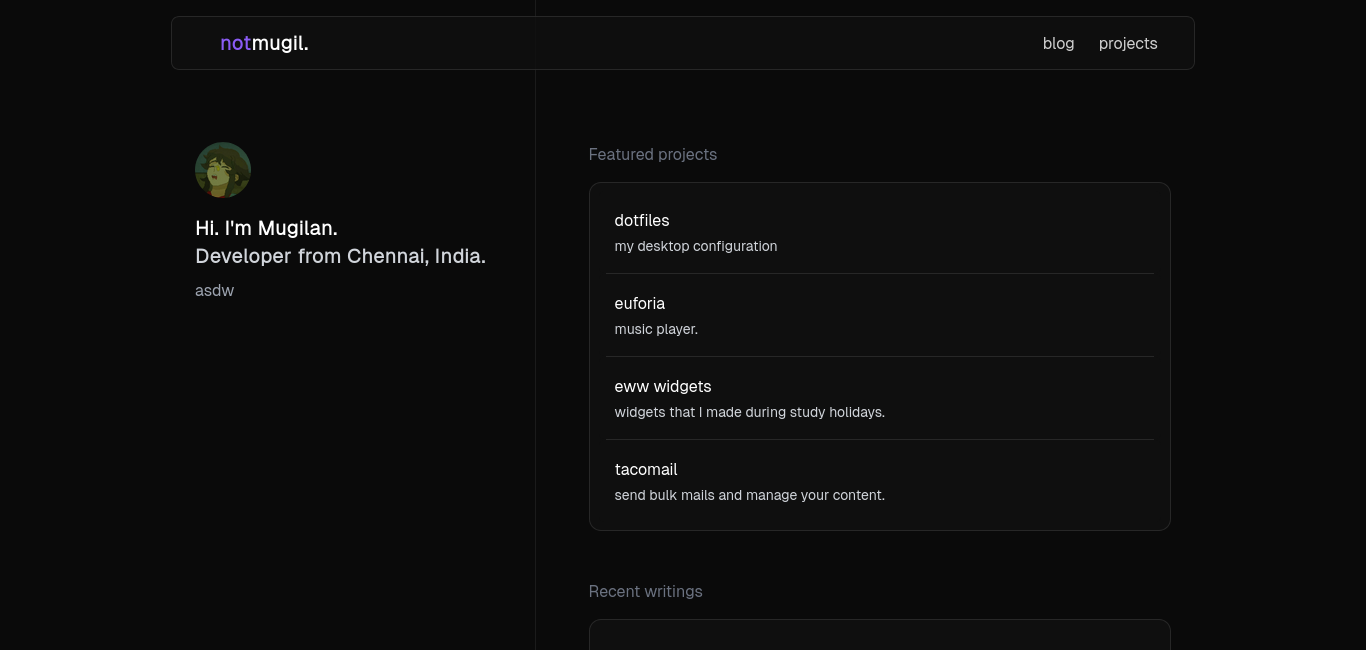 notmugil.
blog
projects
Hi. I'm Mugilan.
Developer from Chennai, India.
asdw
Featured projects
dotfiles
my desktop configuration
euforia
music player.
eww widgets
widgets that I made during study holidays.
tacomail
send bulk mails and manage your content.
Recent writings